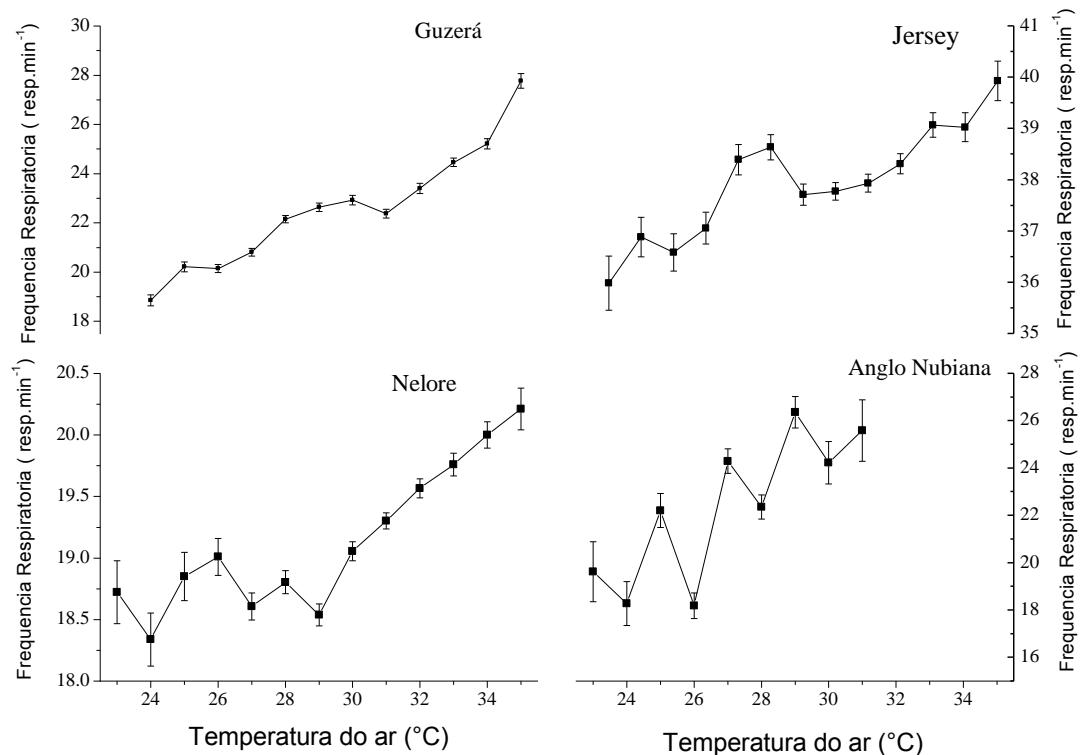 Guzerá
Frequencia Respiratoria ( resp.min-1)
30
28
26
24
22
20
18
Jersey
Frequencia Respiratoria ( resp.min-1)
41
40
39
38
37
36
35
Nelore
Frequencia Respiratoria ( resp.min-1)
20.5
20.0
19.5
19.0
18.5
18.0
24 26 28 30 32 34
Temperatura do ar (°C)
Anglo Nubiana
Frequencia Respiratoria ( resp.min-1)
28
26
24
22
20
18
16
24 26 28 30 32 34
Temperatura do ar (°C)